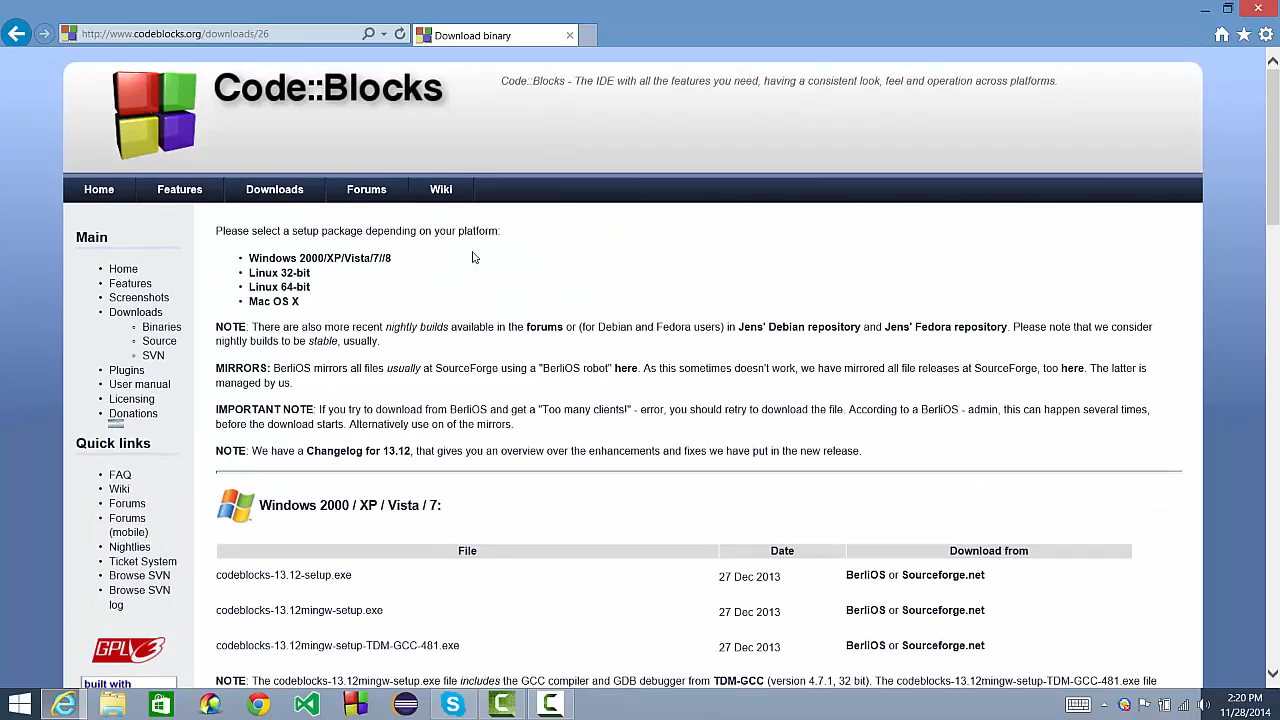 http://www.codeblocks.org/downloads/26
Download binary
Code::Blocks
Code::Blocks - The IDE with all the features you need, having a consistent look, feel and operation across platforms.
Home
Features
Downloads
Forums
Wiki
Main
Home
Features
Screenshots
Downloads
Binaries
Source
SVN
Plugins
User manual
Licensing
Donations
Quick links
FAQ
Wiki
Forums
Forums
(mobile)
Nightlies
Ticket System
Browse SVN
Browse SVN
log
GPLv3
built with
Please select a setup package depending on your platform:
Windows 2000/XP/Vista/7//8
Linux 32-bit
Linux 64-bit
Mac OS X
NOTE: There are also more recent nightly builds available in the forums or (for Debian and Fedora users) in Jens' Debian repository and Jens' Fedora repository. Please note that we consider
nightly builds to be stable, usually.
MIRRORS: BerliOS mirrors all files usually at SourceForge using a "BerliOS robot" here. As this sometimes doesn't work, we have mirrored all file releases at SourceForge, too here. The latter is
managed by us.
IMPORTANT NOTE: If you try to download from BerliOS and get a "Too many clients!" - error, you should retry to download the file. According to a BerliOS - admin, this can happen several times,
before the download starts. Alternatively use on of the mirrors.
NOTE: We have a Changelog for 13.12, that gives you an overview over the enhancements and fixes we have put in the new release.
Windows 2000 / XP / Vista / 7:
File Date Download from
codeblocks-13.12-setup.exe 27 Dec 2013 BerliOS or Sourceforge.net
codeblocks-13.12mingw-setup.exe 27 Dec 2013 BerliOS or Sourceforge.net
codeblocks-13.12mingw-setup-TDM-GCC-481.exe 27 Dec 2013 BerliOS or Sourceforge.net
NOTE: The codeblocks-13.12mingw-setup.exe file includes the GCC compiler and GDB debugger from TDM-GCC (version 4.7.1, 32 bit). The codeblocks-13.12mingw-setup-TDM-GCC-481.exe file
2:20 PM
11/28/2014